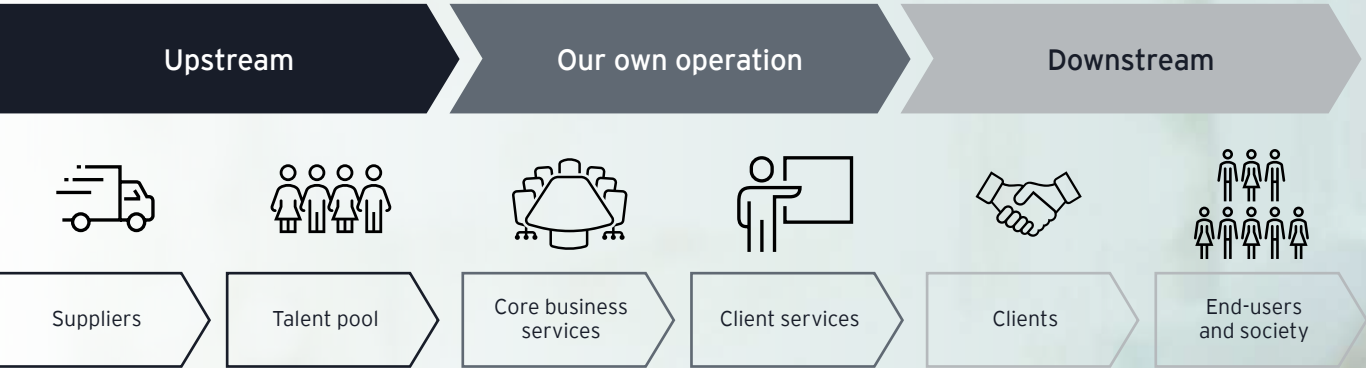 Upstream
Our own operation
Downstream
Suppliers
Talent pool
Core business
services
Client services
Clients
End-users
and society